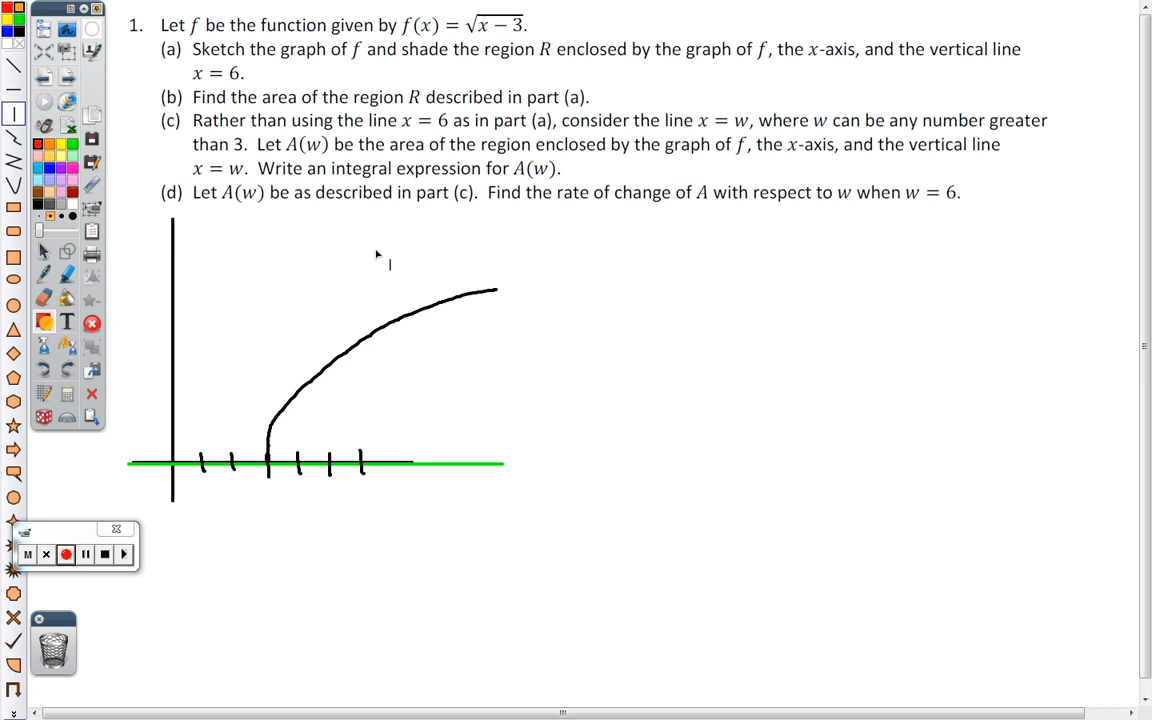 1. Let f be the function given by f(x) = √x − 3.
(a) Sketch the graph of f and shade the region R enclosed by the graph of f, the x-axis, and the vertical line
x = 6.
(b) Find the area of the region R described in part (a).
(c) Rather than using the line x = 6 as in part (a), consider the line x = w, where w can be any number greater
than 3. Let A(w) be the area of the region enclosed by the graph of f, the x-axis, and the vertical line
x = w. Write an integral expression for A(w).
(d) Let A(w) be as described in part (c). Find the rate of change of A with respect to w when w = 6.
T
M